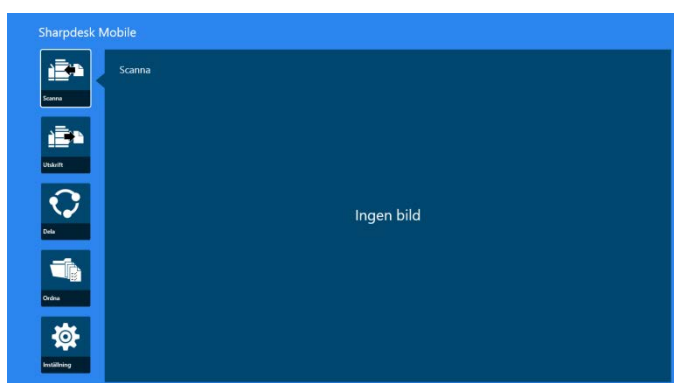 Sharpdesk Mobile
Scanna
Scanna
Utskrift
Dela
Ordna
Inställning
Ingen bild